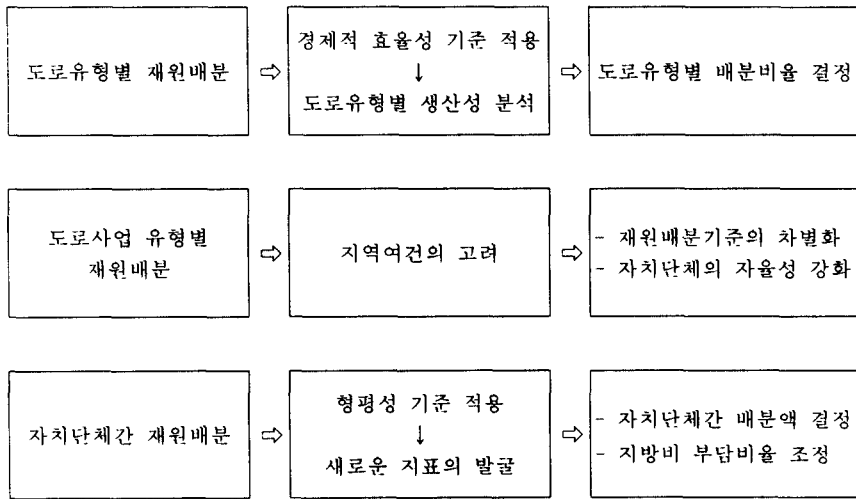 도로유형별 재원배분
⇨
경제적 효율성 기준 적용
↓
도로유형별 생산성 분석
⇨
도로유형별 배분비율 결정
도로사업 유형별
재원배분
⇨
지역여건의 고려
⇨
- 재원배분기준의 차별화
- 자치단체의 자율성 강화
자치단체간 재원배분
⇨
형평성 기준 적용
↓
새로운 지표의 발굴
⇨
- 자치단체간 배분액 결정
- 지방비 부담비율 조정